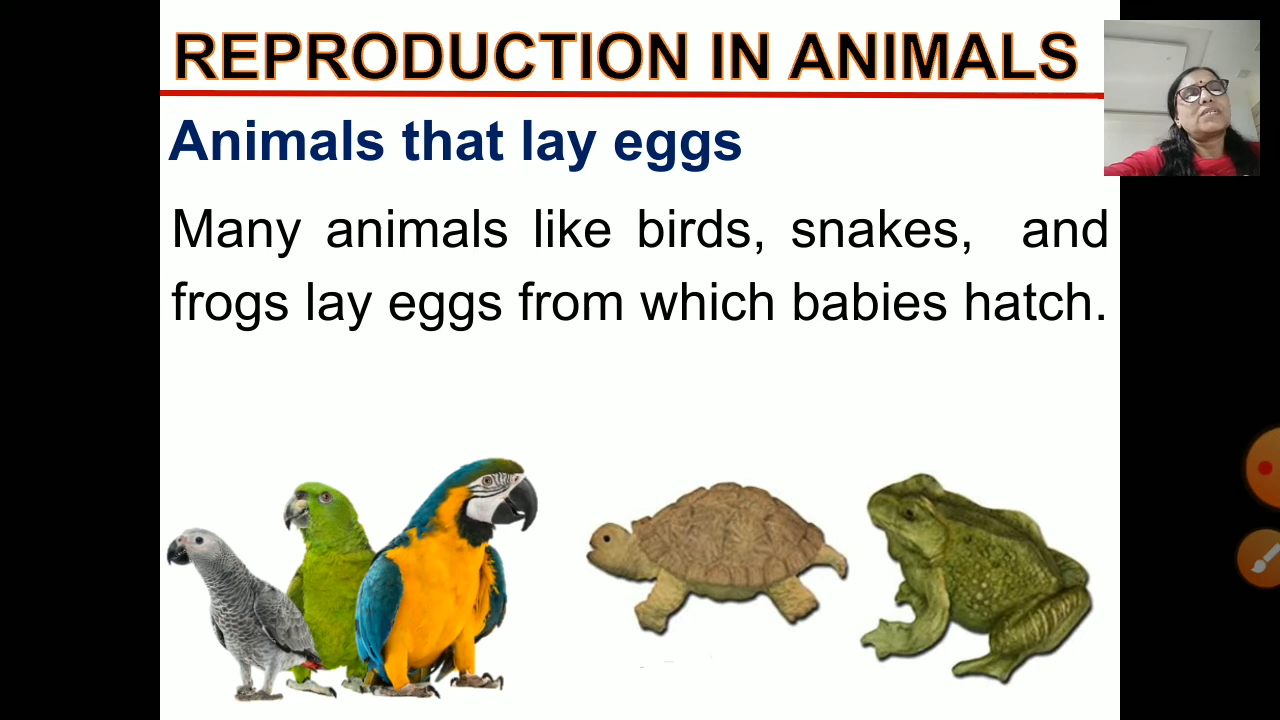 REPRODUCTION IN ANIMALS
Animals that lay eggs
Many animals like birds, snakes, and
frogs lay eggs from which babies hatch.